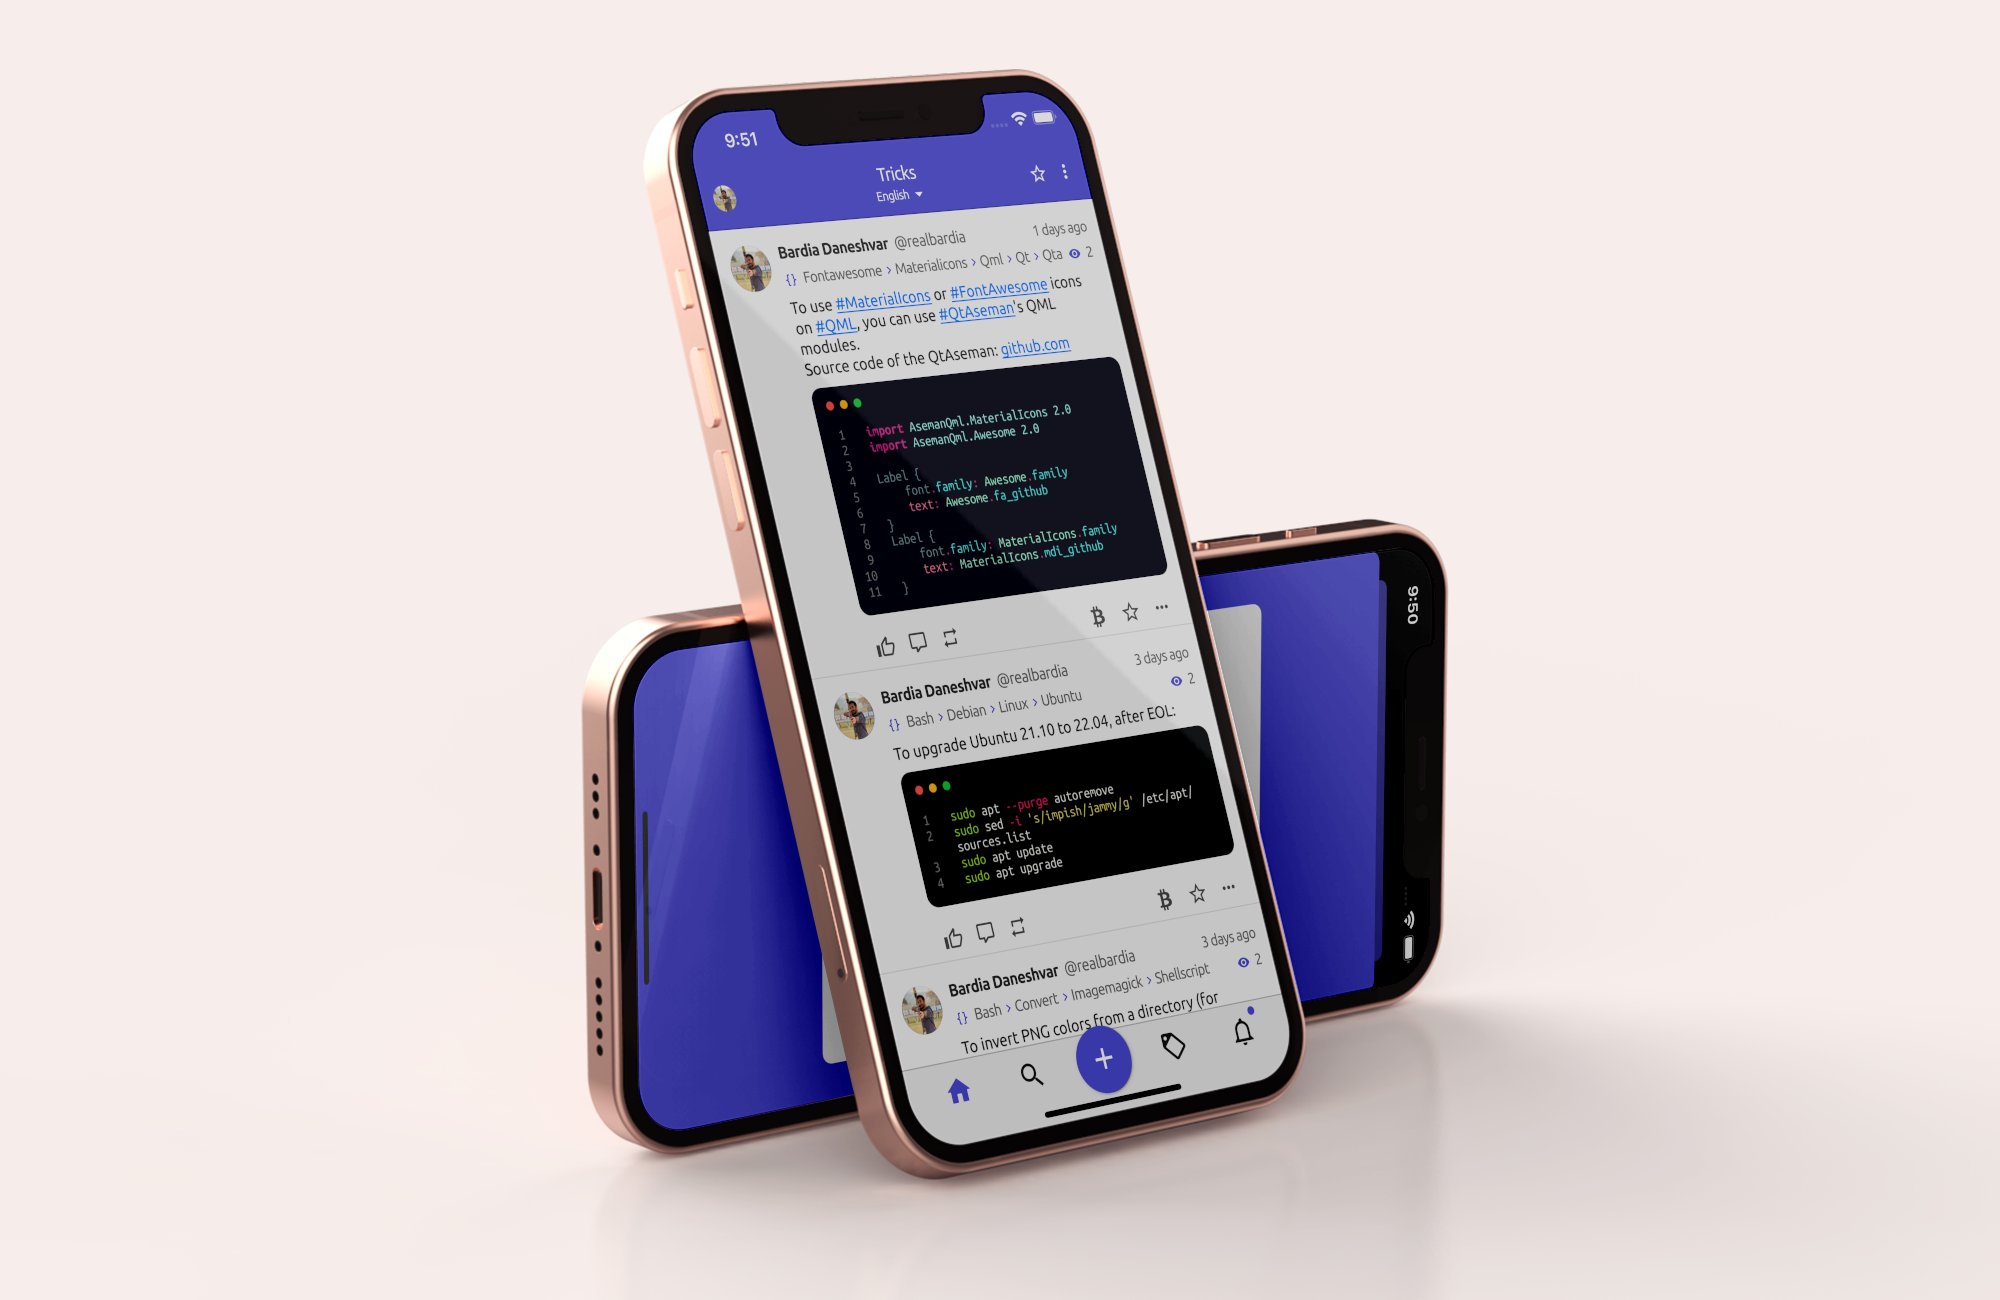 9:51
Tricks
English
Bardia Daneshvar @realbardia 1 days ago
{} Fontawesome > Materialicons > Qml > Qt > Qta 2
To use #MaterialIcons or #FontAwesome icons
on #QML, you can use #QtAseman's QML
modules.
Source code of the QtAseman: github.com
1 import AsemanQml.MaterialIcons 2.0
2 import AsemanQml.Awesome 2.0
3
4 Label {
5 font.family: Awesome.family
6 text: Awesome.fa_github
7 }
8 Label {
9 font.family: MaterialIcons.family
10 text: MaterialIcons.mdi_github
11 }
Bardia Daneshvar @realbardia 3 days ago
{} Bash > Debian > Linux > Ubuntu 2
To upgrade Ubuntu 21.10 to 22.04, after EOL:
1 sudo apt --purge autoremove
2 sudo sed -i 's/impish/jammy/g' /etc/apt/
sources.list
3 sudo apt update
4 sudo apt upgrade
Bardia Daneshvar @realbardia 3 days ago
{} Bash > Convert > Imagemagick > Shellscript 2
To invert PNG colors from a directory (for
9:50